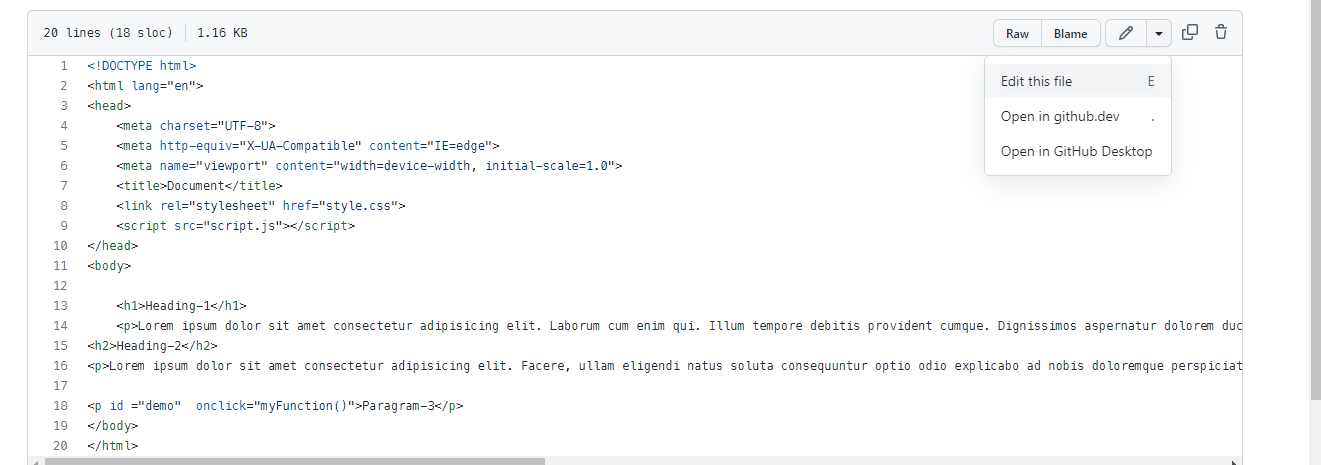 20 lines (18 sloc) 1.16 KB Raw Blame
1 <!DOCTYPE html>
2 <html lang="en">
3 <head>
4 <meta charset="UTF-8">
5 <meta http-equiv="X-UA-Compatible" content="IE=edge">
6 <meta name="viewport" content="width=device-width, initial-scale=1.0">
7 <title>Document</title>
8 <link rel="stylesheet" href="style.css">
9 <script src="script.js"></script>
10 </head>
11 <body>
12
13 <h1>Heading-1</h1>
14 <p>Lorem ipsum dolor sit amet consectetur adipisicing elit. Laborum cum enim qui. Illum tempore debitis provident cumque. Dignissimos aspernatur dolorem duc
15 <h2>Heading-2</h2>
16 <p>Lorem ipsum dolor sit amet consectetur adipisicing elit. Facere, ullam eligendi natus soluta consequuntur optio odio explicabo ad nobis doloremque perspiciat
17
18 <p id ="demo"  onclick="myFunction()">Paragram-3</p>
19 </body>
20 </html>
Edit this file E
Open in github.dev .
Open in GitHub Desktop